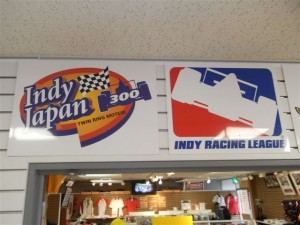 Indy
Japan
300
TWIN RING MOTEGI
INDY RACING LEAGUE